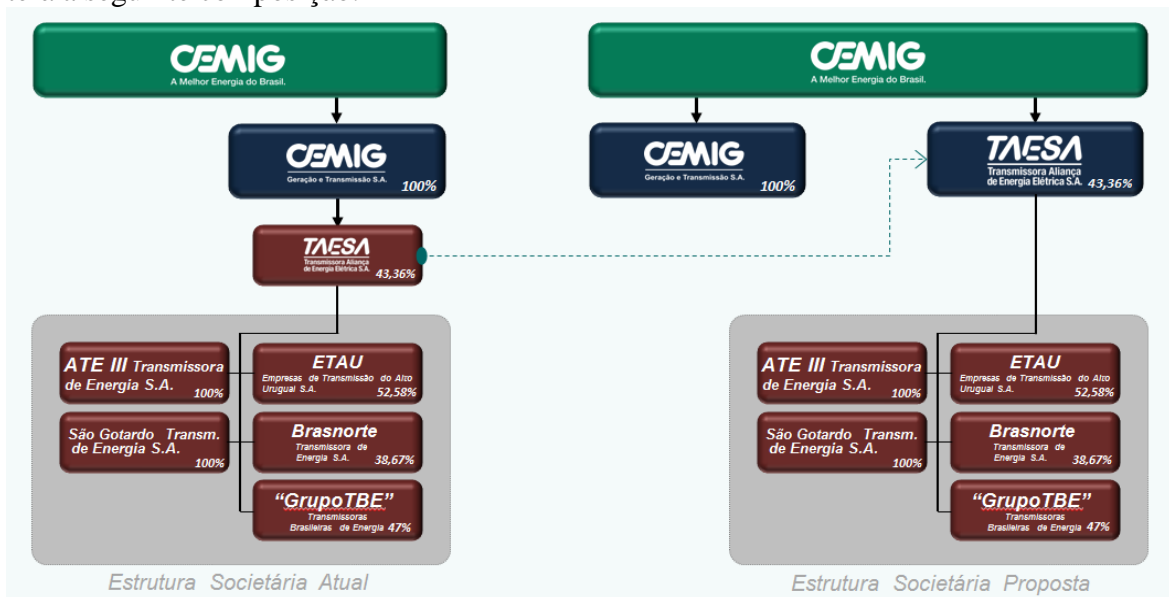 CEMIG
A Melhor Energia do Brasil.
CEMIG
Geração e Transmissão S.A.
100%
TAESA
Transmissora Aliança
de Energia Elétrica S.A. 43,36%
ATE III Transmissora
de Energia S.A.
100%
ETAU
Empresas de Transmissão do Alto
Urugual S.A. 52,58%
São Gotardo Transm.
de Energia S.A.
100%
Brasnorte
Transmissora de
Energia S.A. 38,67%
“GrupoTBE”
Transmissoras
Brasileiras de Energia 47%
Estrutura Societária Atual
CEMIG
A Melhor Energia do Brasil.
CEMIG
Geração e Transmissão S.A.
100%
TAESA
Transmissora Aliança
de Energia Elétrica S.A. 43,36%
ATE III Transmissora
de Energia S.A.
100%
ETAU
Empresas de Transmissão do Alto
Urugual S.A. 52,58%
São Gotardo Transm.
de Energia S.A.
100%
Brasnorte
Transmissora de
Energia S.A. 38,67%
“GrupoTBE”
Transmissoras
Brasileiras de Energia 47%
Estrutura Societária Proposta